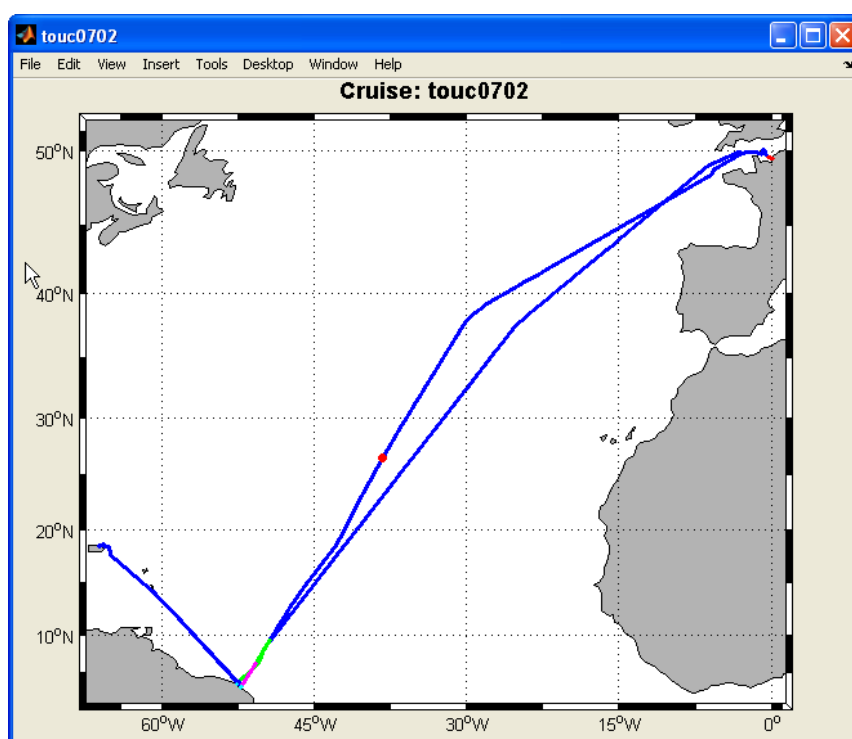 touc0702
File Edit View Insert Tools Desktop Window Help
Cruise: touc0702
50°N
40°N
30°N
20°N
10°N
60°W 45°W 30°W 15°W 0°